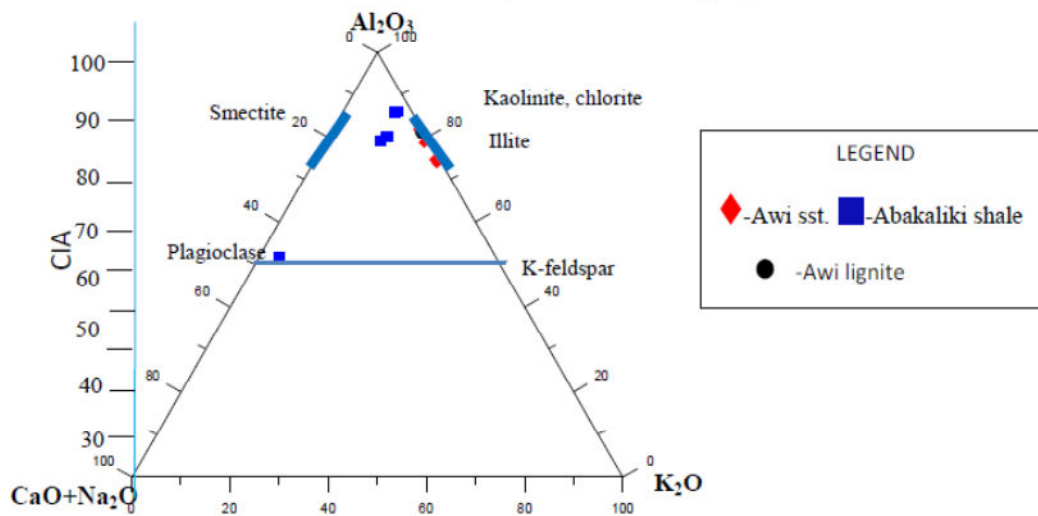 Al₂O₃
0 100
100
Kaolinite, chlorite
Smectite
90
20 80
Illite
80
40 60
70
Plagioclase
K-feldspar
60
60 40
50
80 20
40
30
CIA
100 0
CaO+Na₂O
K₂O
0 20 40 60 80 100
LEGEND
-Awi sst. -Abakaliki shale
-Awi lignite